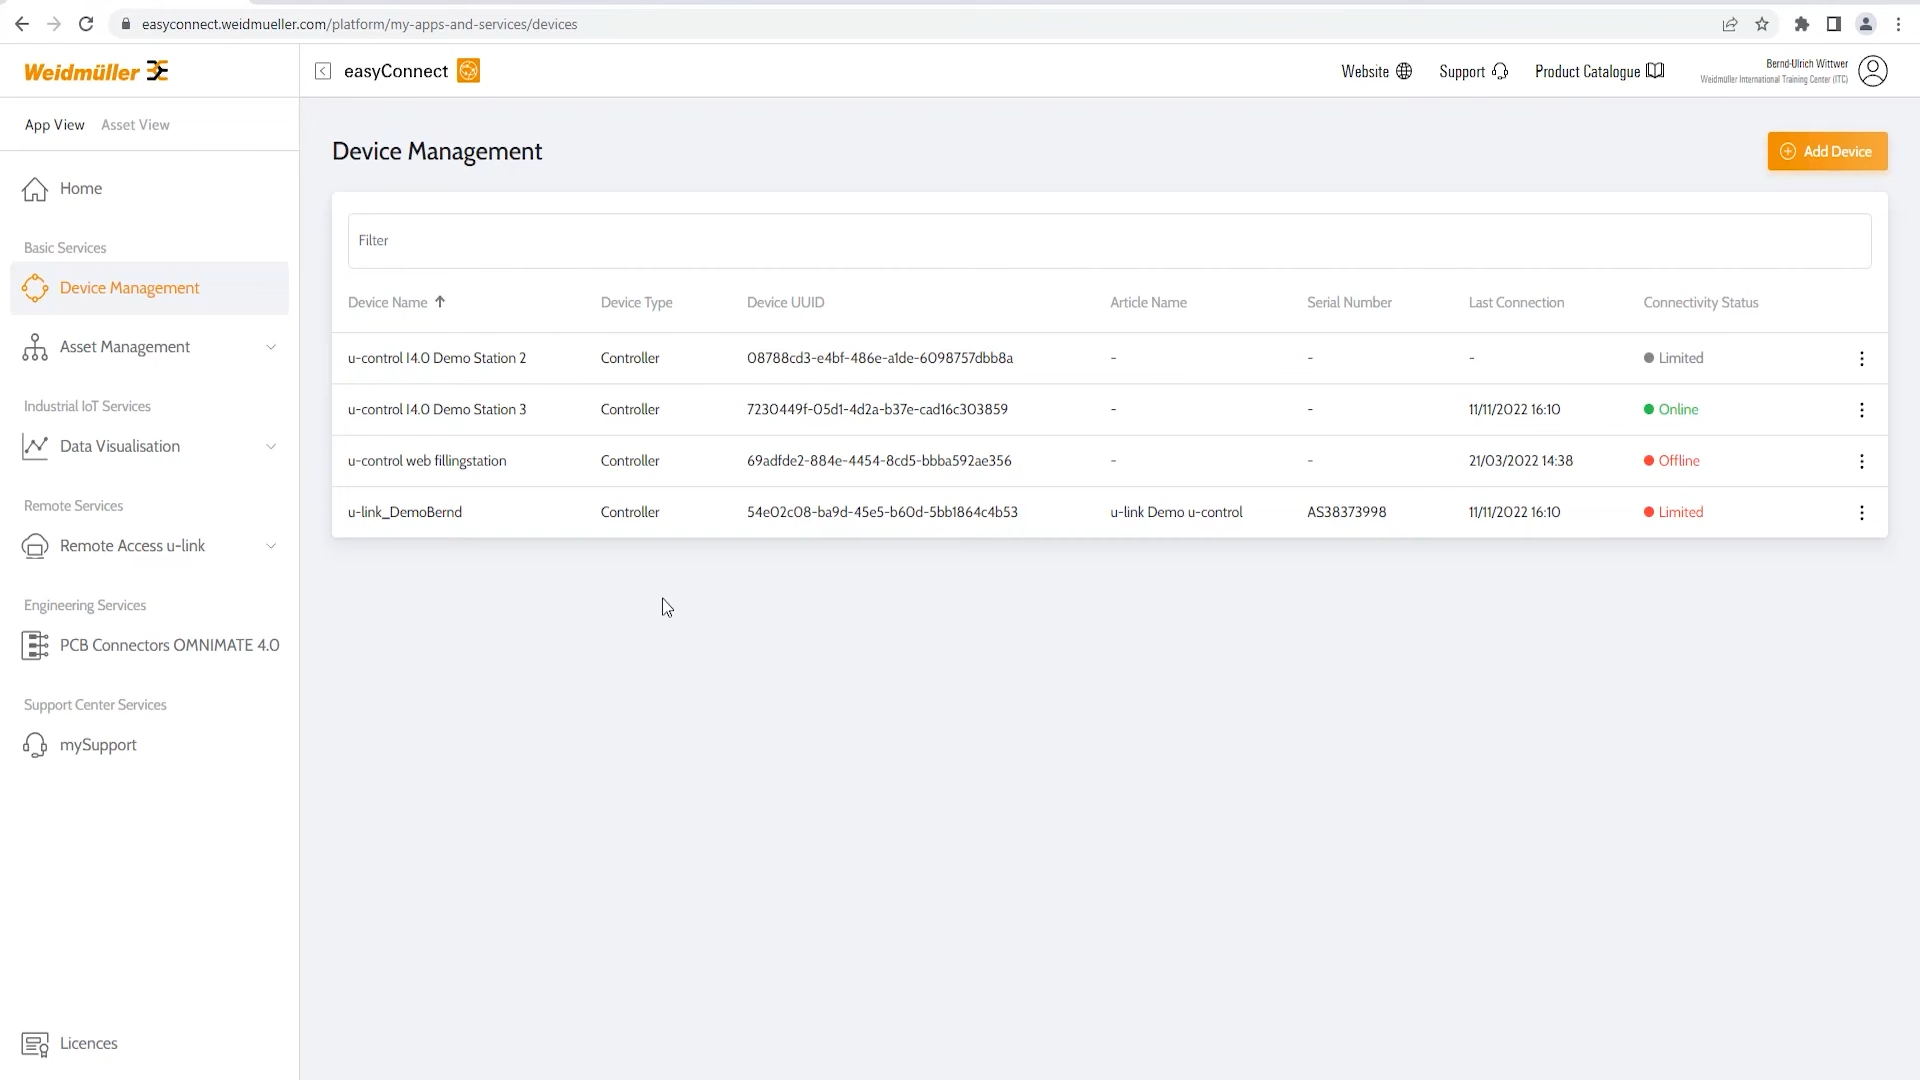 easyconnect.weidmueller.com/platform/my-apps-and-services/devices
Weidmüller
easyConnect
Website
Support
Product Catalogue
Bernd-Ulrich Wittwer
Weidmüller International Training Center (ITC)
App View
Asset View
Home
Basic Services
Device Management
Asset Management
Industrial IoT Services
Data Visualisation
Remote Services
Remote Access u-link
Engineering Services
PCB Connectors OMNIMATE 4.0
Support Center Services
mySupport
Licences
Device Management
Add Device
Filter
Device Name Device Type Device UUID Article Name Serial Number Last Connection Connectivity Status
u-control I4.0 Demo Station 2 Controller 08788cd3-e4bf-486e-a1de-6098757dbb8a - - - Limited
u-control I4.0 Demo Station 3 Controller 7230449f-05d1-4d2a-b37e-cad16c303859 - - 11/11/2022 16:10 Online
u-control web fillingstation Controller 69adfde2-884e-4454-8cd5-bbba592ae356 - - 21/03/2022 14:38 Offline
u-link_DemoBernd Controller 54e02c08-ba9d-45e5-b60d-5bb1864c4b53 u-link Demo u-control AS38373998 11/11/2022 16:10 Limited